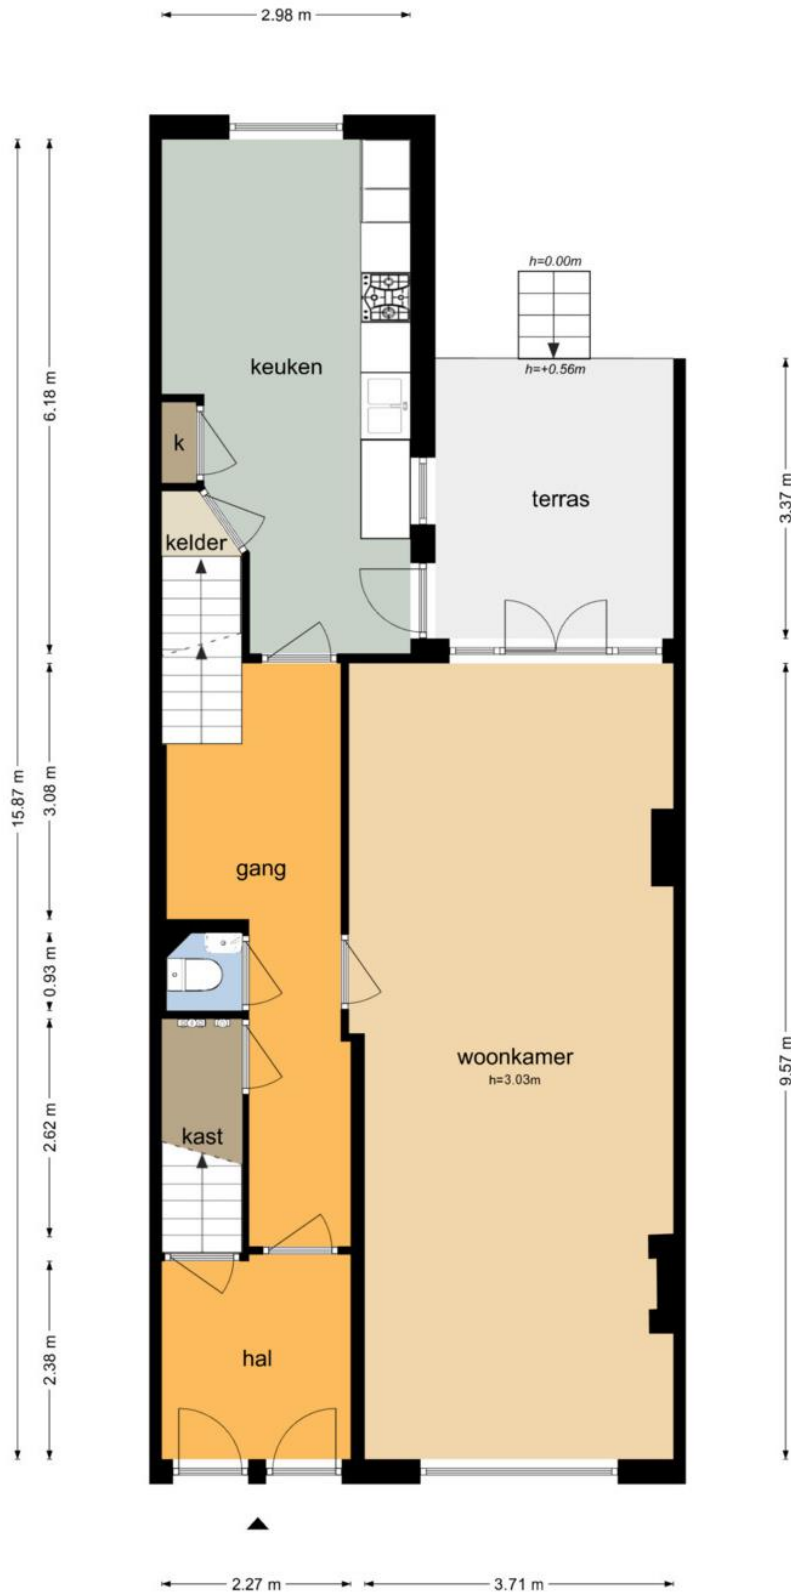 2.98 m
h=0.00m
h=+0.56m
keuken
6.18 m
k
terras
3.37 m
kelder
15.87 m
3.08 m
gang
0.93 m
woonkamer
h=3.03m
9.57 m
2.62 m
kast
2.38 m
hal
2.27 m
3.71 m